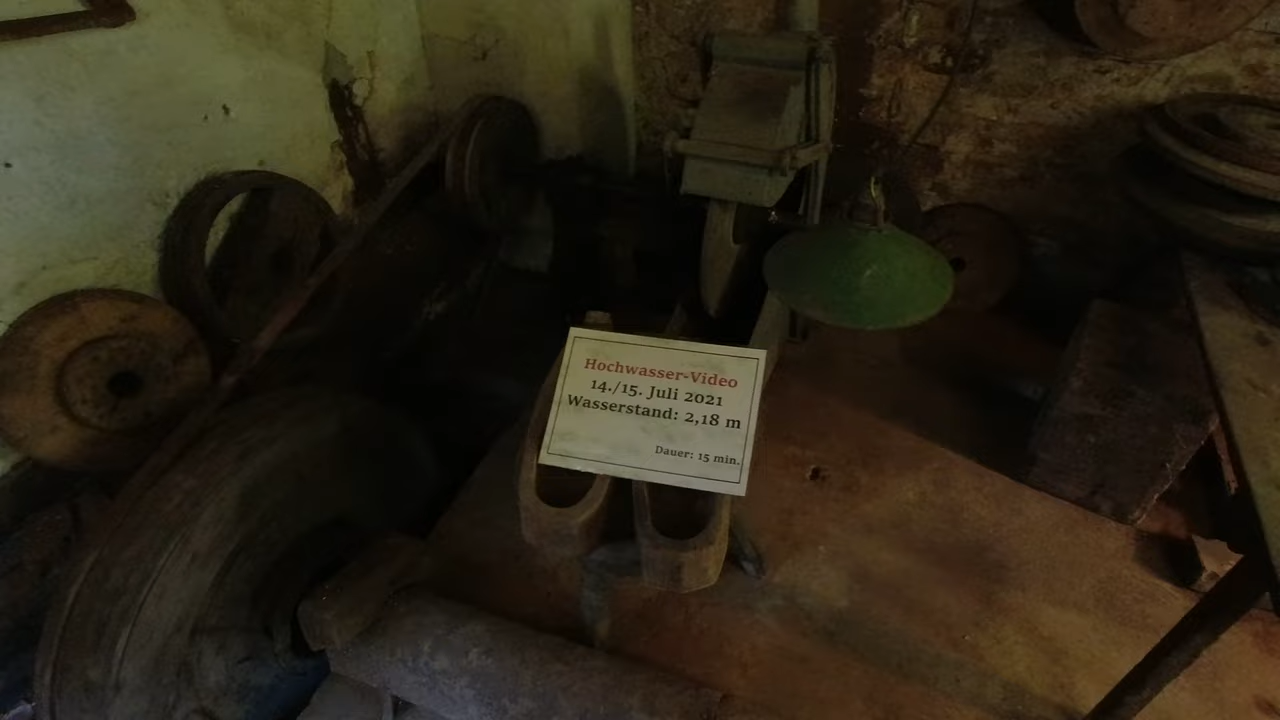 Hochwasser-Video
14./15. Juli 2021
Wasserstand: 2,18 m
Dauer: 15 min.